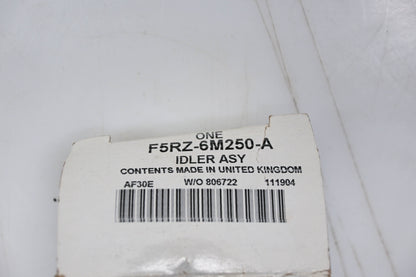 ONE
F5RZ-6M250-A
IDLER ASY
CONTENTS MADE IN UNITED KINGDOM
AF30E W/O 806722 111904